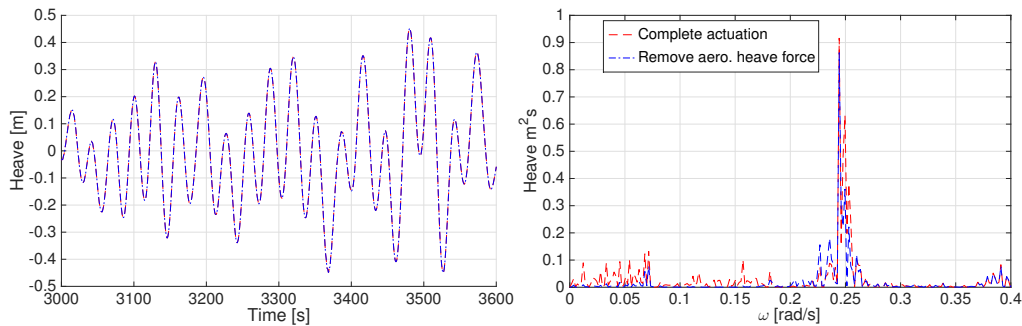 0.5
0.4
0.3
0.2
0.1
0
-0.1
-0.2
-0.3
-0.4
-0.5
Heave [m]
3000 3100 3200 3300 3400 3500 3600
Time [s]
1
0.9
0.8
0.7
0.6
0.5
0.4
0.3
0.2
0.1
0
Heave m²s
Complete actuation
Remove aero. heave force
0 0.05 0.1 0.15 0.2 0.25 0.3 0.35 0.4
ω [rad/s]